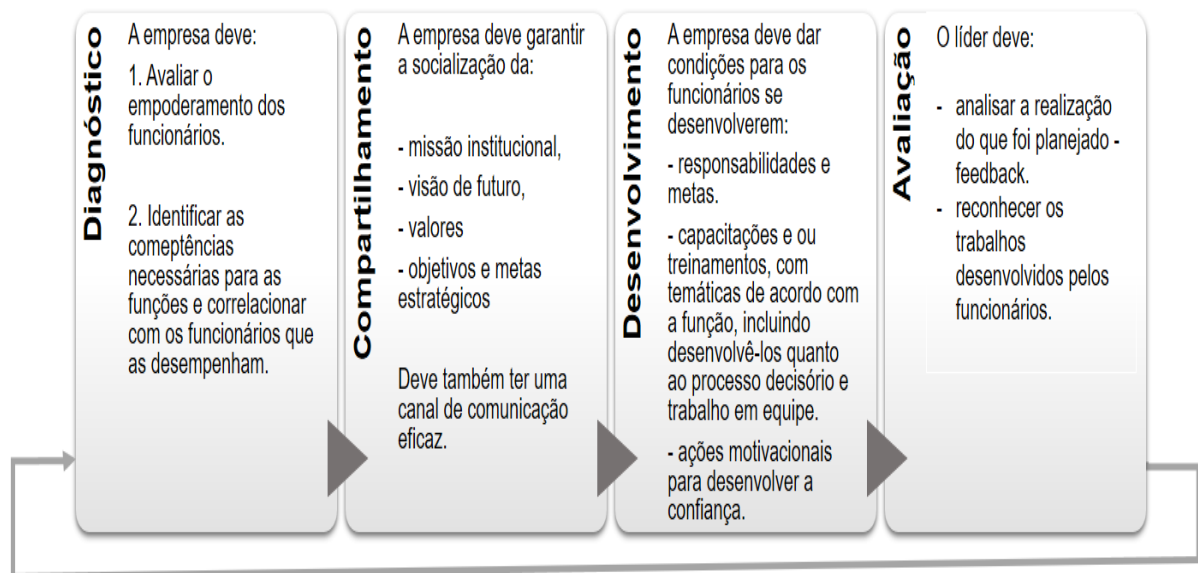 Diagnóstico
A empresa deve:
1. Avaliar o
empoderamento dos
funcionários.
2. Identificar as
comeptências
necessárias para as
funções e correlacionar
com os funcionários que
as desempenham.
Compartilhamento
A empresa deve garantir
a socialização da:
- missão institucional,
- visão de futuro,
- valores
- objetivos e metas
estratégicos
Deve também ter uma
canal de comunicação
eficaz.
Desenvolvimento
A empresa deve dar
condições para os
funcionários se
desenvolverem:
- responsabilidades e
metas.
- capacitações e ou
treinamentos, com
temáticas de acordo com
a função, incluindo
desenvolvê-los quanto
ao processo decisório e
trabalho em equipe.
- ações motivacionais
para desenvolver a
confiança.
Avaliação
O líder deve:
- analisar a realização
do que foi planejado -
feedback.
- reconhecer os
trabalhos
desenvolvidos pelos
funcionários.